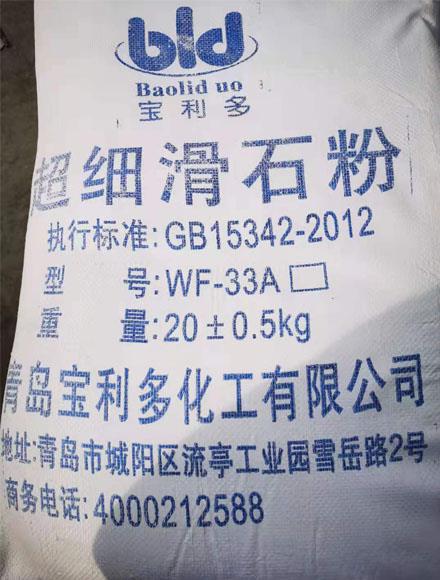 bld
Baolid uo
宝利多
超细滑石粉
执行标准:GB15342-2012
型号:WF-33A□
重量:20±0.5kg
青岛宝利多化工有限公司
地址:青岛市城阳区流亭工业园雪岳路2号
商务电话:4000212588